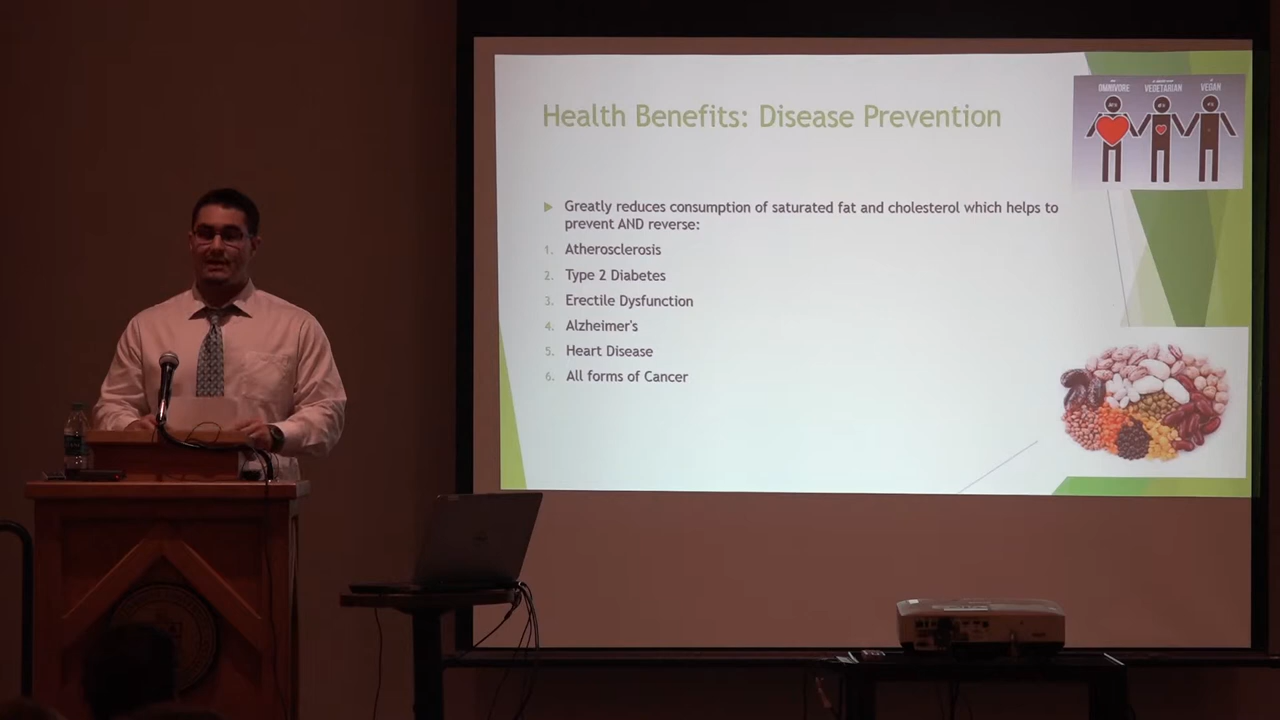 Health Benefits: Disease Prevention
OMNIVORE VEGETARIAN VEGAN
Greatly reduces consumption of saturated fat and cholesterol which helps to
prevent AND reverse:
1. Atherosclerosis
2. Type 2 Diabetes
3. Erectile Dysfunction
4. Alzheimer's
5. Heart Disease
6. All forms of Cancer